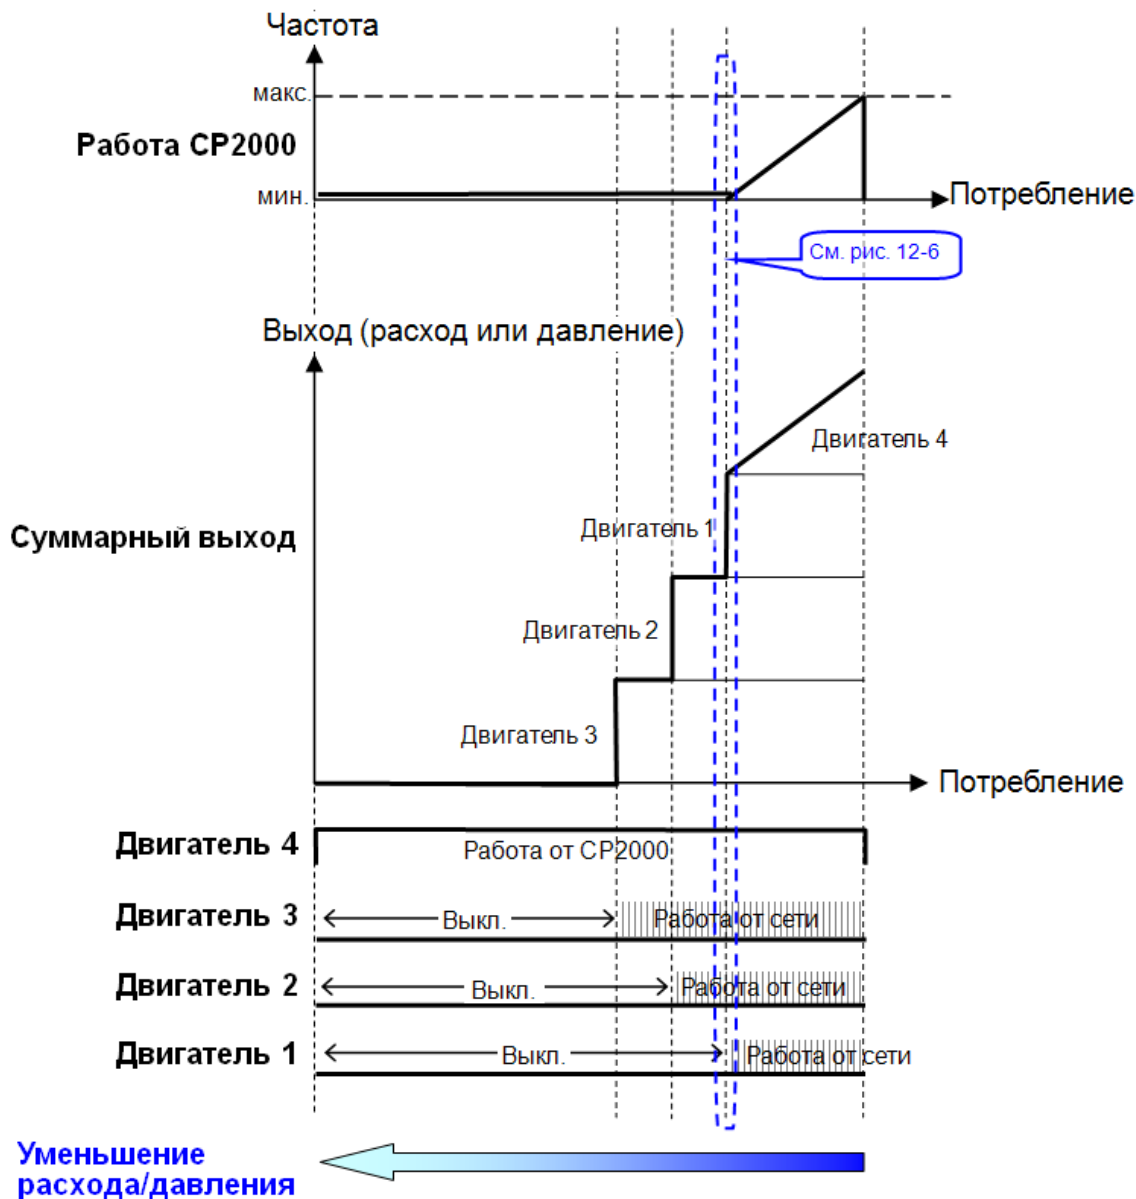 Частота
макс.
Работа CP2000
мин.
Потребление
См. рис. 12-6
Выход (расход или давление)
Двигатель 4
Двигатель 1
Суммарный выход
Двигатель 2
Двигатель 3
Потребление
Двигатель 4
Работа от CP2000
Двигатель 3
Выкл.
Работа от сети
Двигатель 2
Выкл.
Работа от сети
Двигатель 1
Выкл.
Работа от сети
Уменьшение
расхода/давления